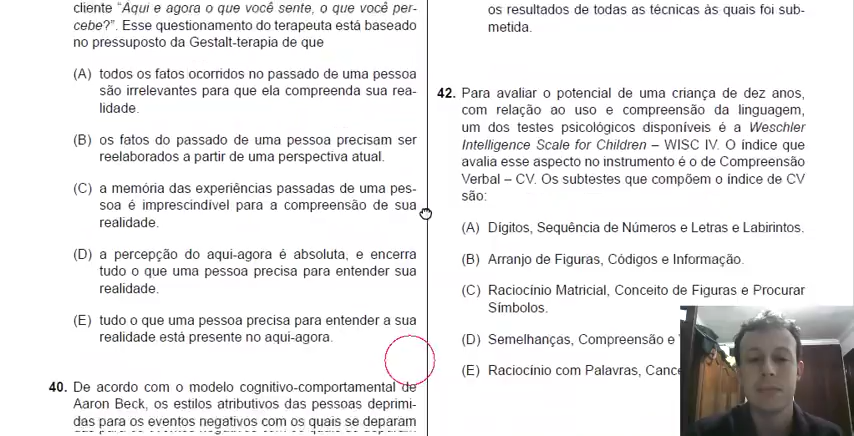 cliente "Aqui e agora o que você sente, o que você per-
cebe?". Esse questionamento do terapeuta está baseado
no pressuposto da Gestalt-terapia de que
(A) todos os fatos ocorridos no passado de uma pessoa
são irrelevantes para que ela compreenda sua rea-
lidade.
(B) os fatos do passado de uma pessoa precisam ser
reelaborados a partir de uma perspectiva atual.
(C) a memória das experiências passadas de uma pes-
soa é imprescindível para a compreensão de sua
realidade.
(D) a percepção do aqui-agora é absoluta, e encerra
tudo o que uma pessoa precisa para entender sua
realidade.
(E) tudo o que uma pessoa precisa para entender a sua
realidade está presente no aqui-agora.
40. De acordo com o modelo cognitivo-comportamental de
Aaron Beck, os estilos atributivos das pessoas deprimi-
das para os eventos negativos com os quais se deparam
os resultados de todas as técnicas às quais foi sub-
metida.
42. Para avaliar o potencial de uma criança de dez anos,
com relação ao uso e compreensão da linguagem,
um dos testes psicológicos disponíveis é a Weschler
Intelligence Scale for Children – WISC IV. O índice que
avalia esse aspecto no instrumento é o de Compreensão
Verbal – CV. Os subtestes que compõem o índice de CV
são:
(A) Dígitos, Sequência de Números e Letras e Labirintos.
(B) Arranjo de Figuras, Códigos e Informação.
(C) Raciocínio Matricial, Conceito de Figuras e Procurar
Símbolos.
(D) Semelhanças, Compreensão e
(E) Raciocínio com Palavras,